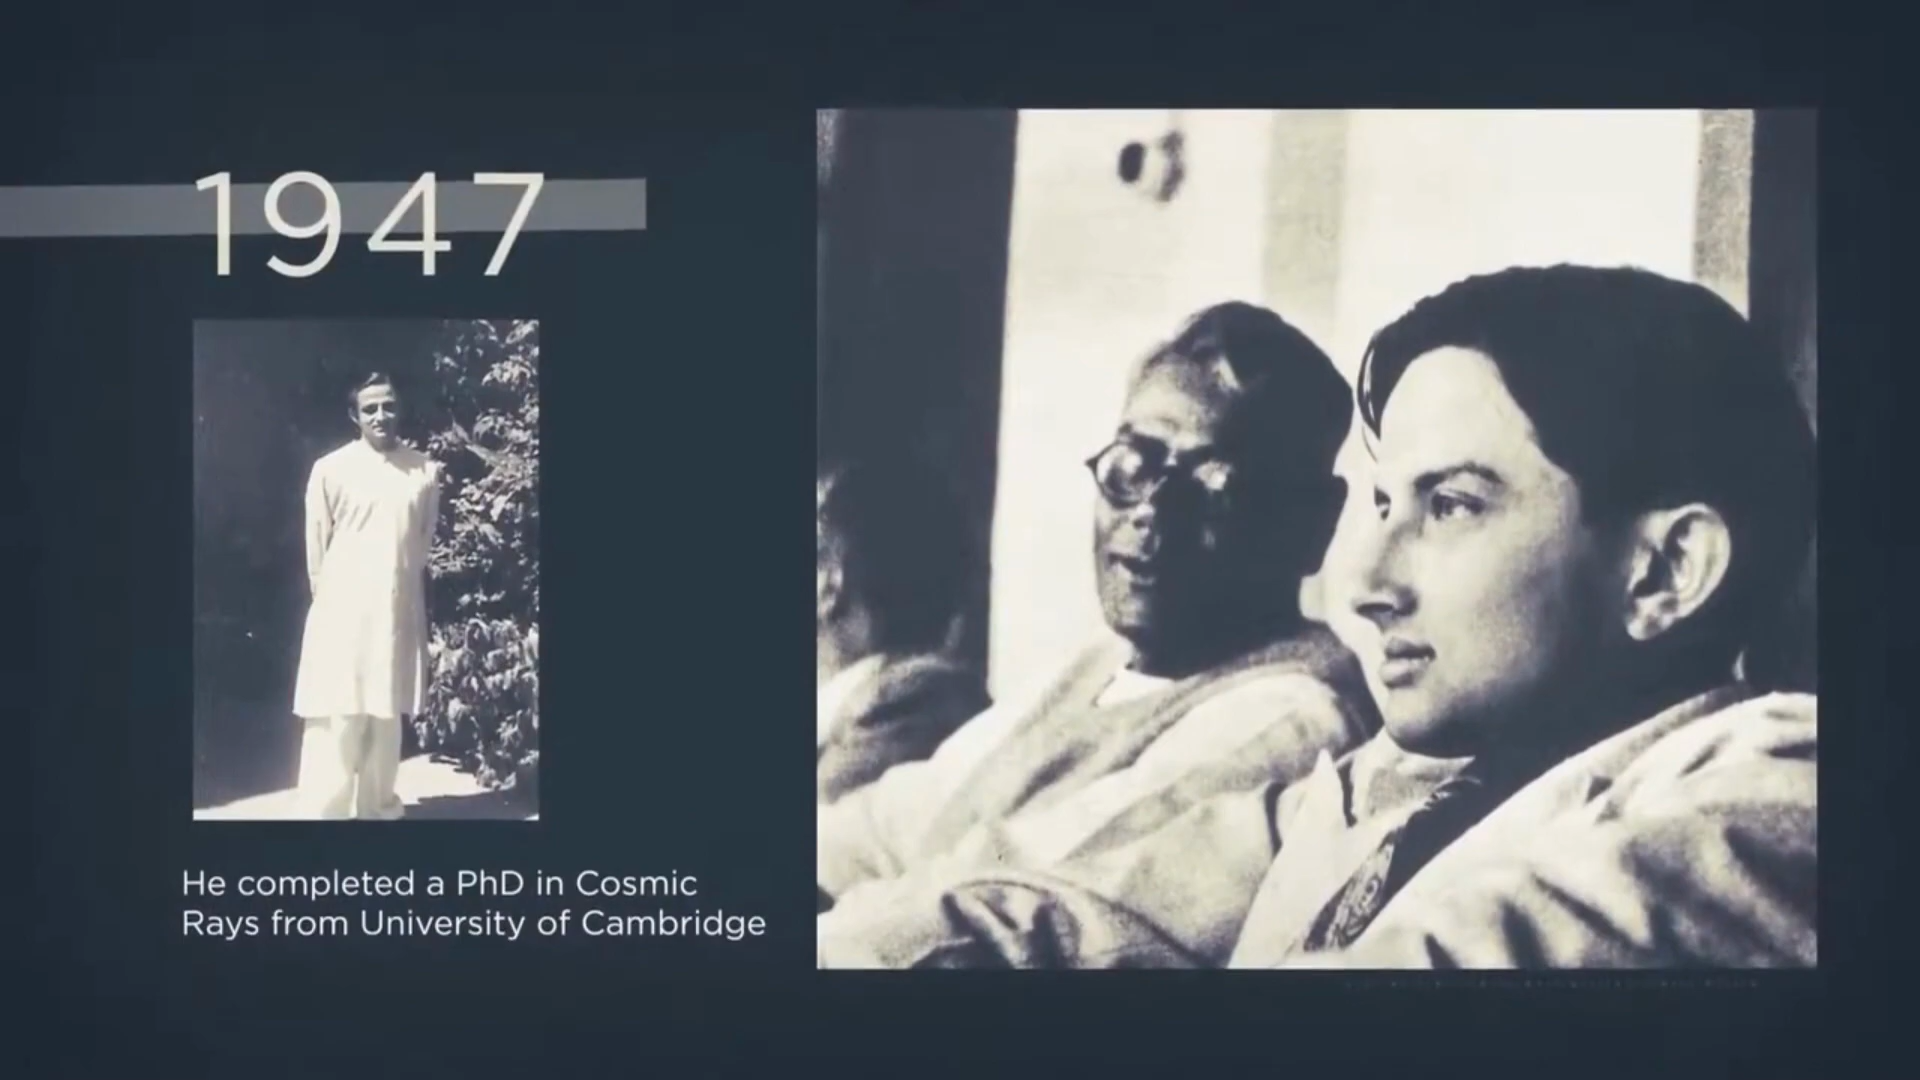 1947
He completed a PhD in Cosmic
Rays from University of Cambridge